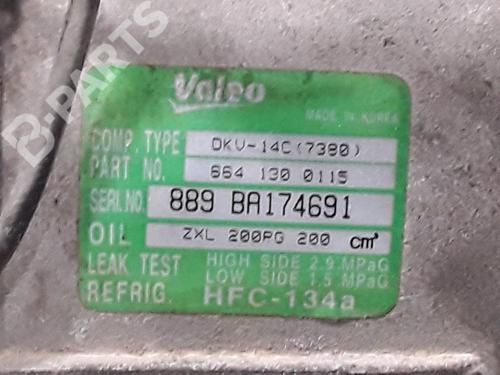 B-PARTS
Valeo
MADE IN KOREA
COMP. TYPE DKV-14C(7390)
PART NO. 664 130 0115
SERI.NO. 889 BA174691
OIL ZXL 200PG 200 cm³
LEAK TEST HIGH SIDE 2.9 MPaG
LOW SIDE 1.5 MPaG
REFRIG. HFC-134a